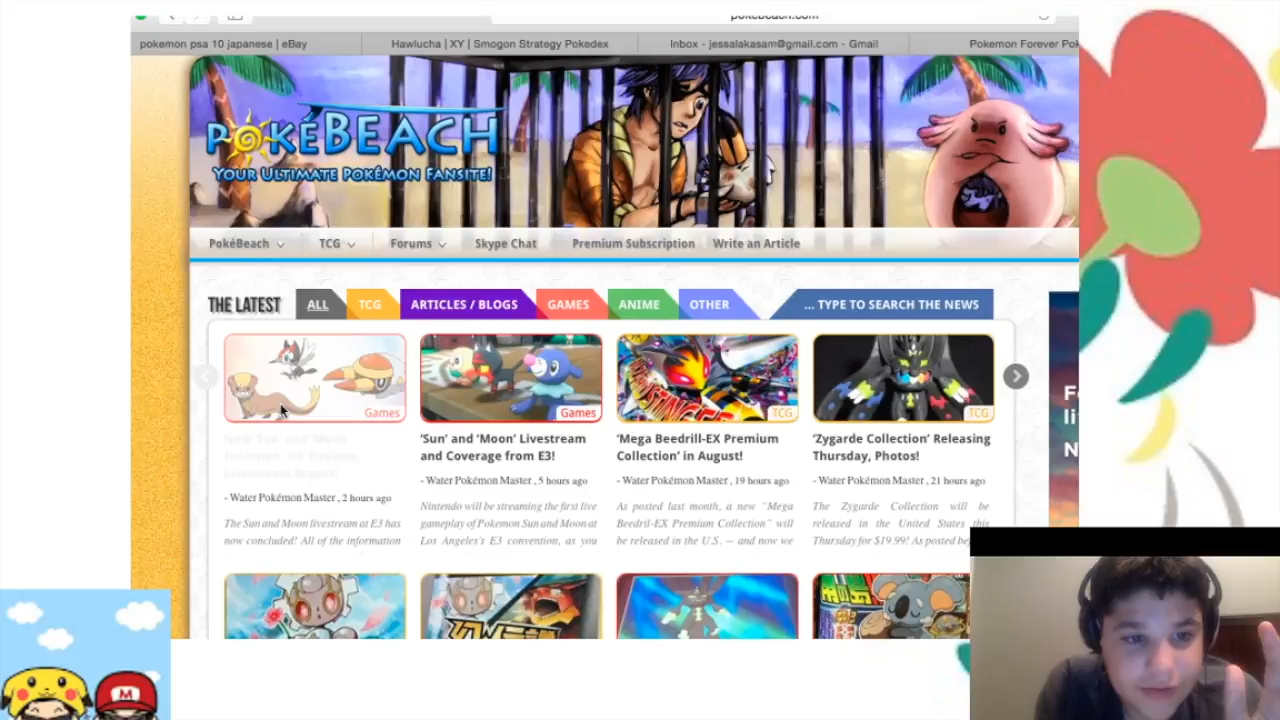 pokebeach.com
pokemon psa 10 japanese | eBay
Hawlucha | XY | Smogon Strategy Pokedex
Inbox - jessalakasam@gmail.com - Gmail
Pokemon Forever Pok
POKÉBEACH
YOUR ULTIMATE POKÉMON FANSITE!
PokéBeach
TCG
Forums
Skype Chat
Premium Subscription
Write an Article
THE LATEST
ALL
TCG
ARTICLES / BLOGS
GAMES
ANIME
OTHER
... TYPE TO SEARCH THE NEWS
Games
Games
TCG
TCG
New 'Sun' and 'Moon'
- Water Pokémon Master , 2 hours ago
The Sun and Moon livestream at E3 has
now concluded! All of the information
'Sun' and 'Moon' Livestream
and Coverage from E3!
- Water Pokémon Master , 5 hours ago
Nintendo will be streaming the first live
gameplay of Pokemon Sun and Moon at
Los Angeles's E3 convention, as you
'Mega Beedrill-EX Premium
Collection' in August!
- Water Pokémon Master , 19 hours ago
As posted last month, a new "Mega
Beedrill-EX Premium Collection" will
be released in the U.S. — and now we
'Zygarde Collection' Releasing
Thursday, Photos!
- Water Pokémon Master , 21 hours ago
The Zygarde Collection will be
released in the United States this
Thursday for $19.99! As posted be
M